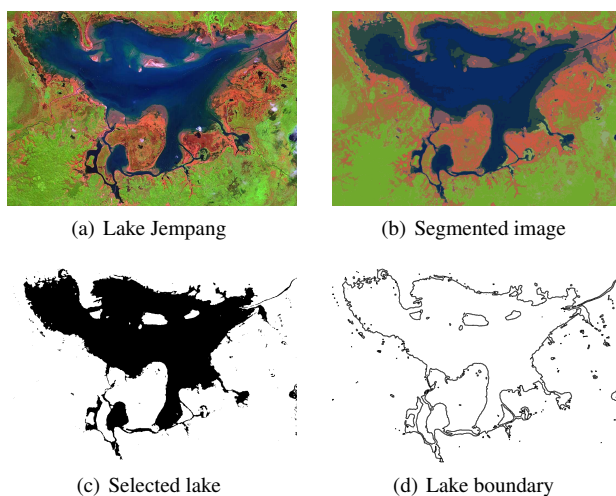 (a) Lake Jempang
(b) Segmented image
(c) Selected lake
(d) Lake boundary